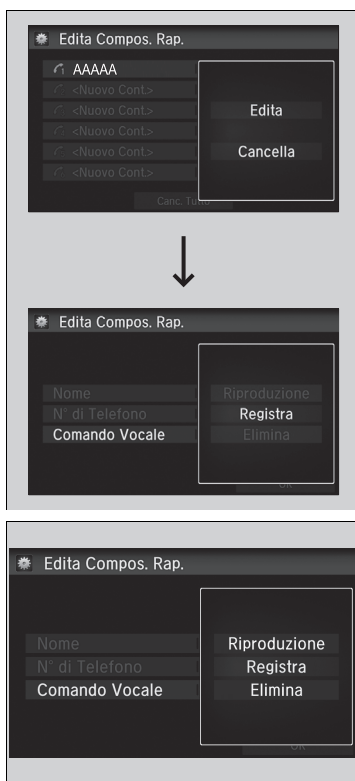 Edita Compos. Rap.
AAAAA
<Nuovo Cont.>
<Nuovo Cont.>
<Nuovo Cont.>
<Nuovo Cont.>
<Nuovo Cont.>
Edita
Cancella
Canc. Tutto
Edita Compos. Rap.
Nome
N° di Telefono
Comando Vocale
Riproduzione
Registra
Elimina
OK
Edita Compos. Rap.
Nome
N° di Telefono
Comando Vocale
Riproduzione
Registra
Elimina
OK